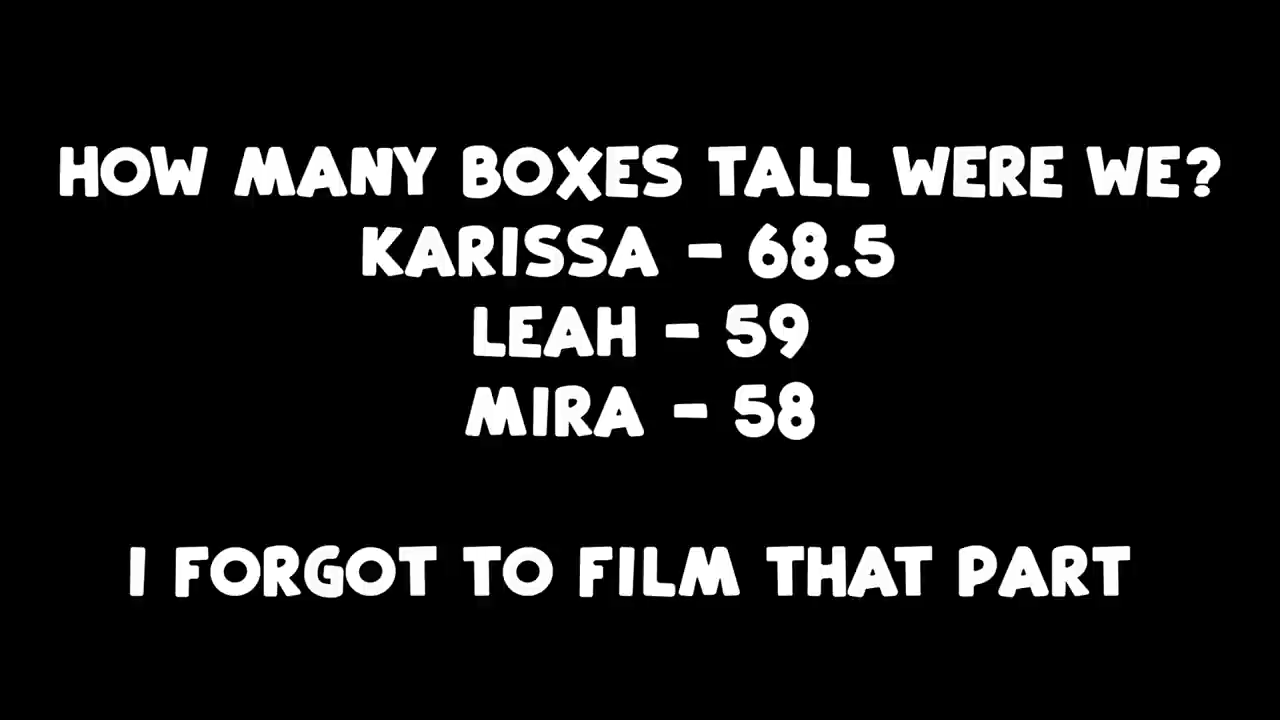 HOW MANY BOXES TALL WERE WE?
KARISSA - 68.5
LEAH - 59
MIRA - 58
I FORGOT TO FILM THAT PART